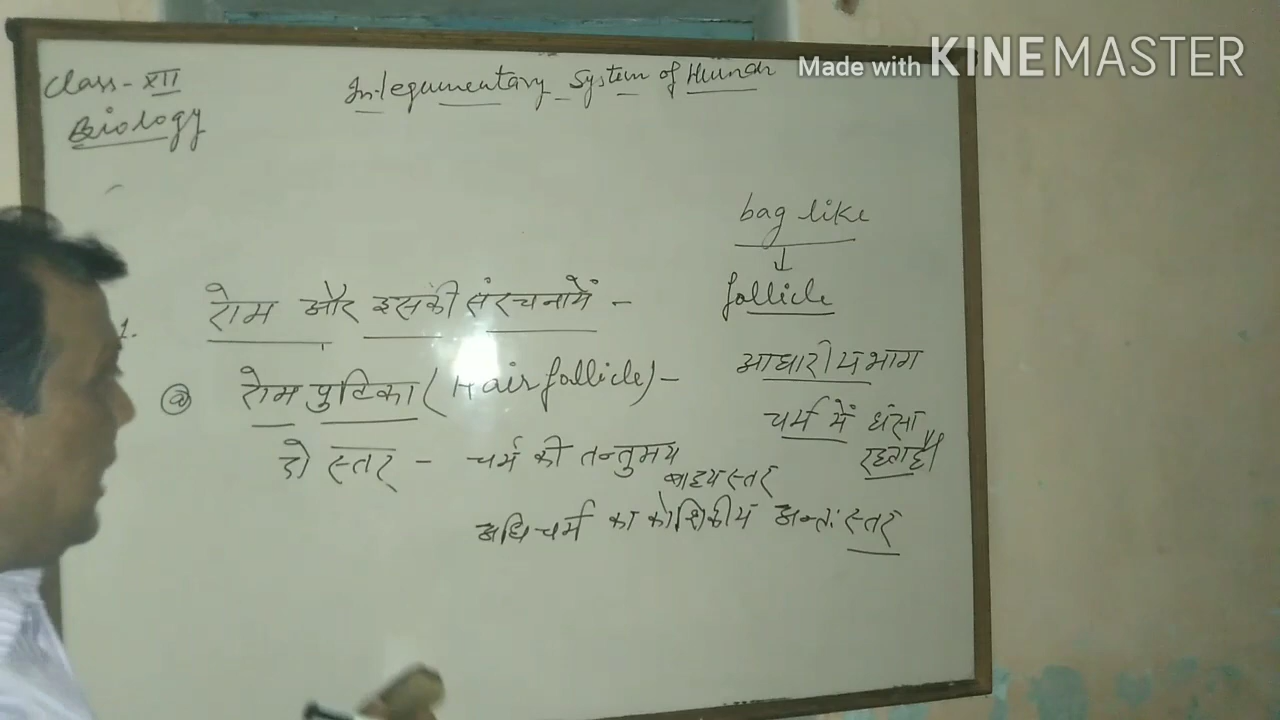 Made with KINEMASTER
Class-XII
Biology
Integumentary System of Human
bag like
↓
follicle
1. रोम और इसकी संरचनायें -
आधारीय भाग
चर्म में धंसा
रहता है।
@ रोम पुटिका (Hair follicle) -
दो स्तर - चर्म की तन्तुमय
बाह्य स्तर
अधिचर्म का कोशिकीय अन्तः स्तर